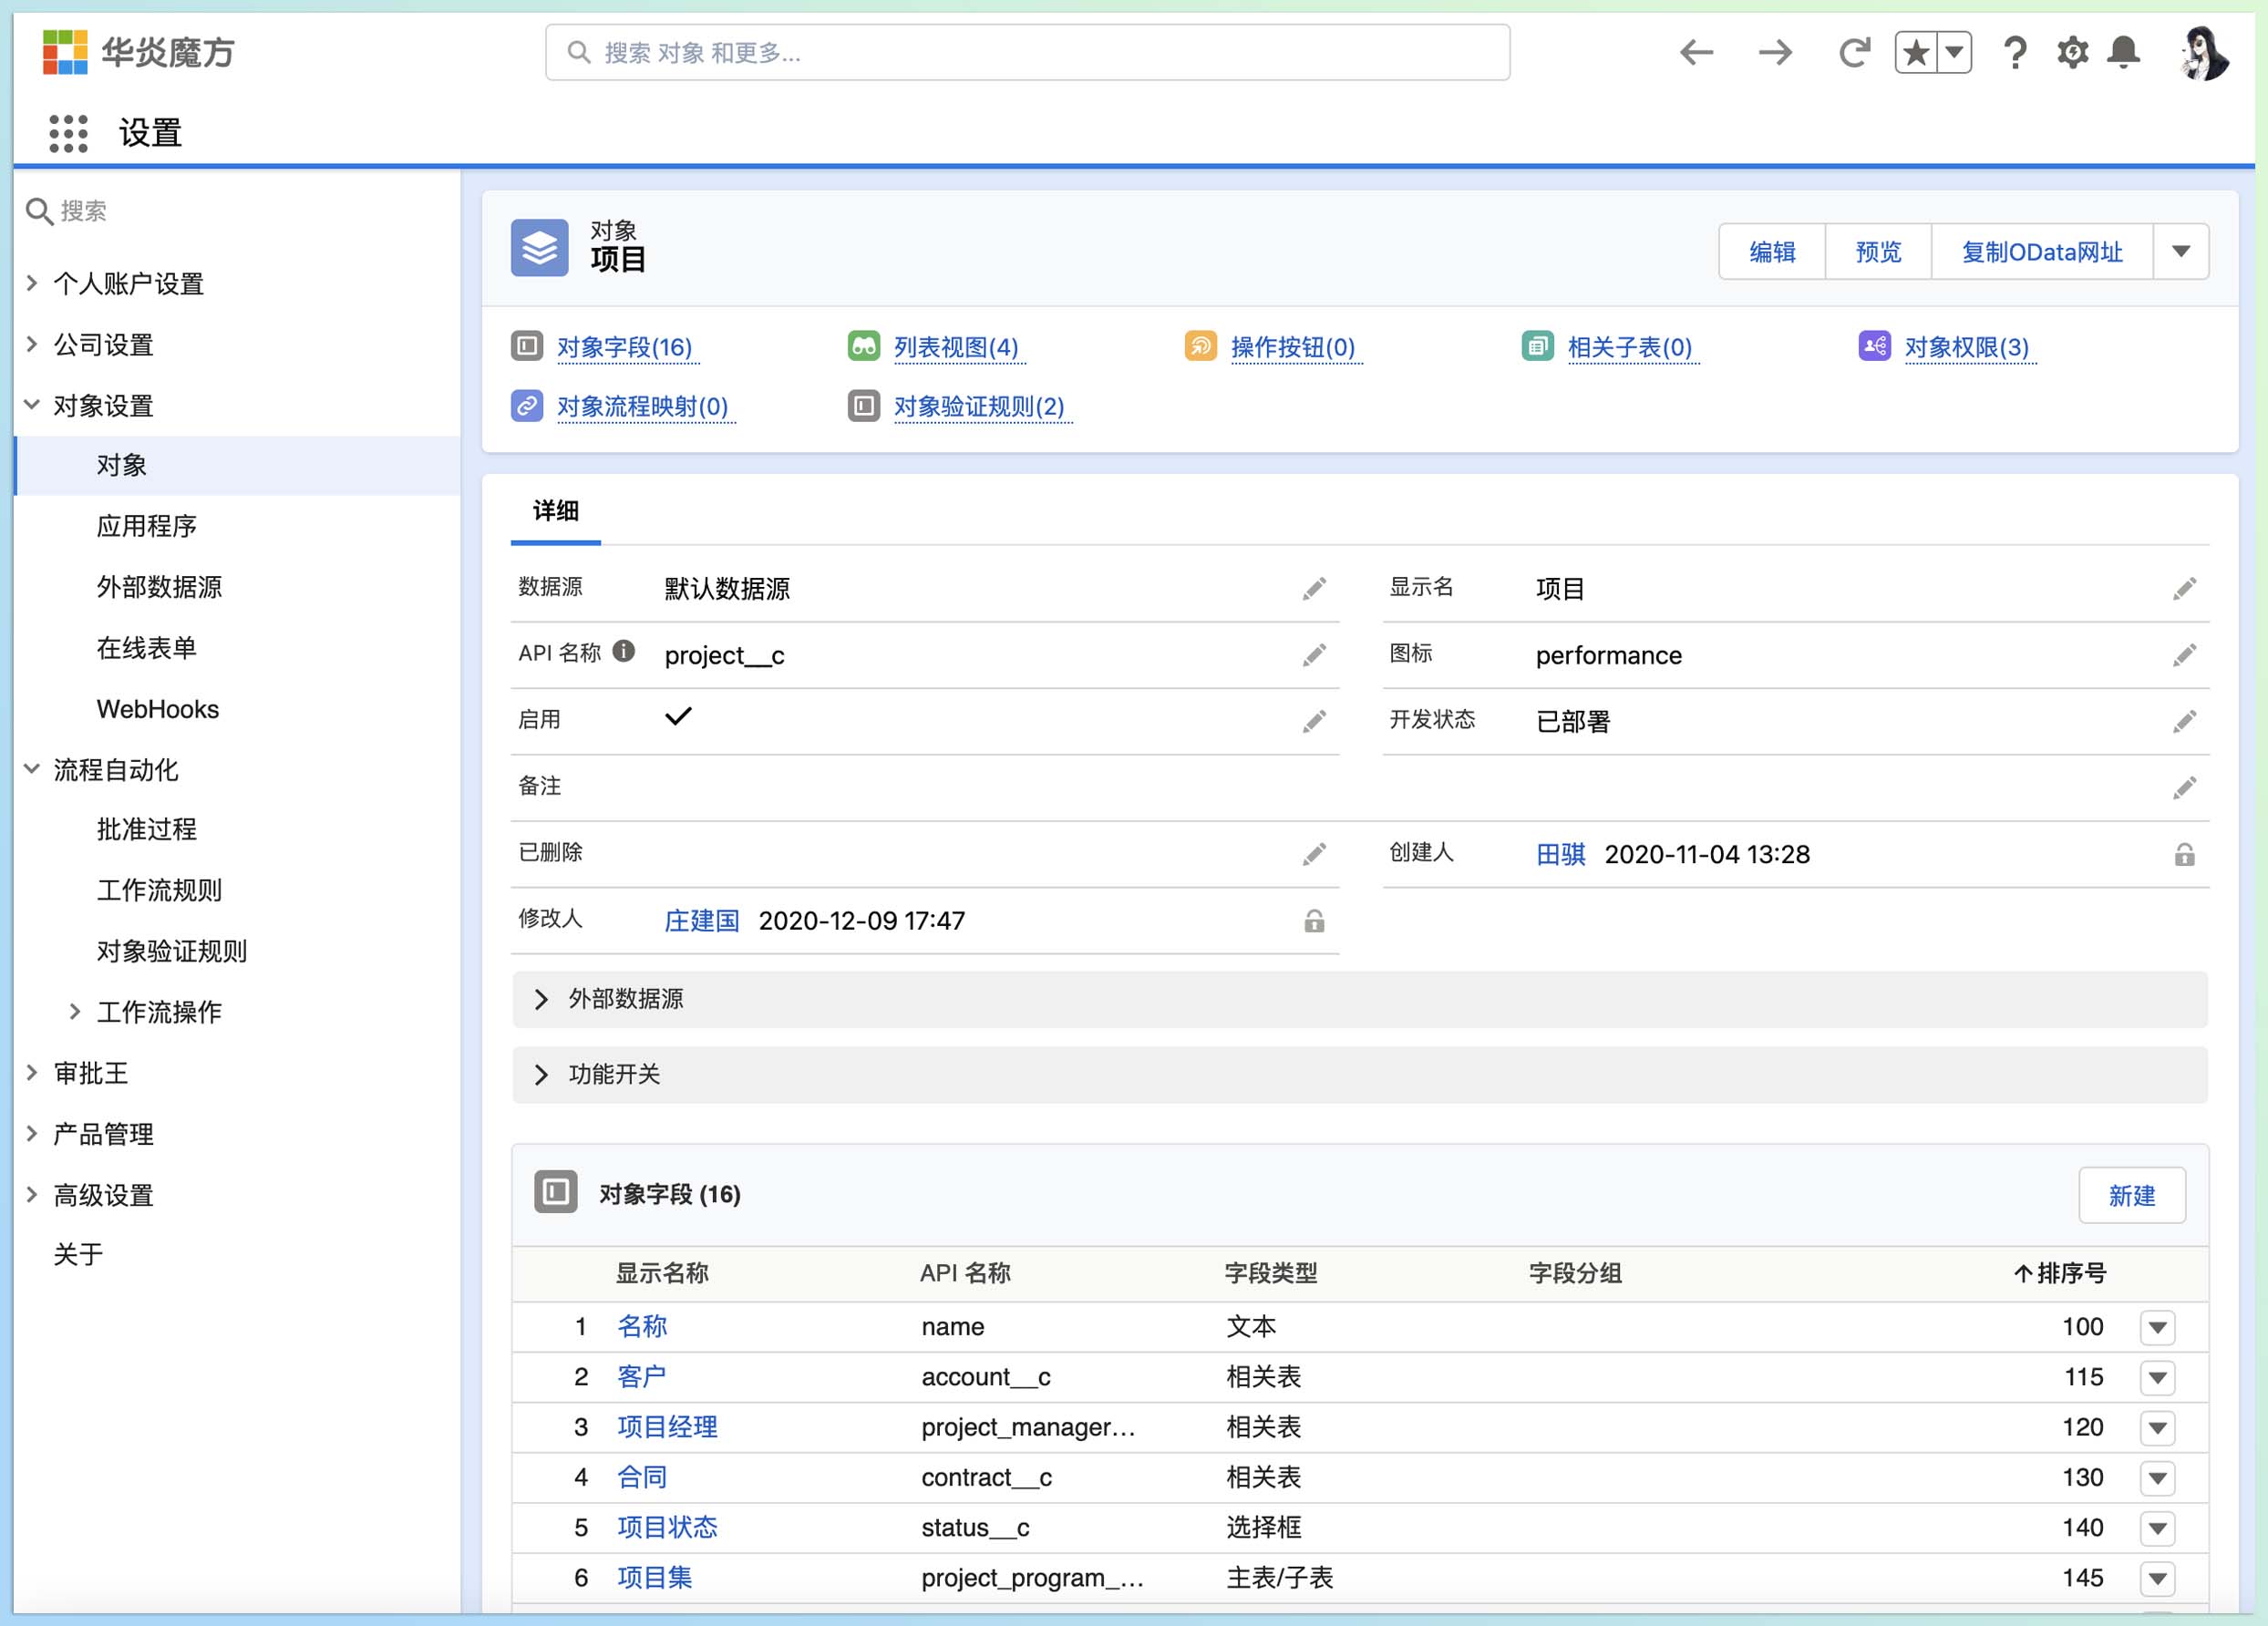 华炎魔方
搜索 对象 和更多...
设置
搜索
个人账户设置
公司设置
对象设置
对象
应用程序
外部数据源
在线表单
WebHooks
流程自动化
批准过程
工作流规则
对象验证规则
工作流操作
审批王
产品管理
高级设置
关于
对象
项目
编辑 预览 复制OData网址
对象字段(16) 列表视图(4) 操作按钮(0) 相关子表(0) 对象权限(3)
对象流程映射(0) 对象验证规则(2)
详细
数据源 默认数据源 显示名 项目
API 名称 project__c 图标 performance
启用 开发状态 已部署
备注
已删除 创建人 田骐 2020-11-04 13:28
修改人 庄建国 2020-12-09 17:47
外部数据源
功能开关
对象字段 (16) 新建
显示名称 API 名称 字段类型 字段分组 ↑排序号
1 名称 name 文本 100
2 客户 account__c 相关表 115
3 项目经理 project_manager... 相关表 120
4 合同 contract__c 相关表 130
5 项目状态 status__c 选择框 140
6 项目集 project_program_... 主表/子表 145